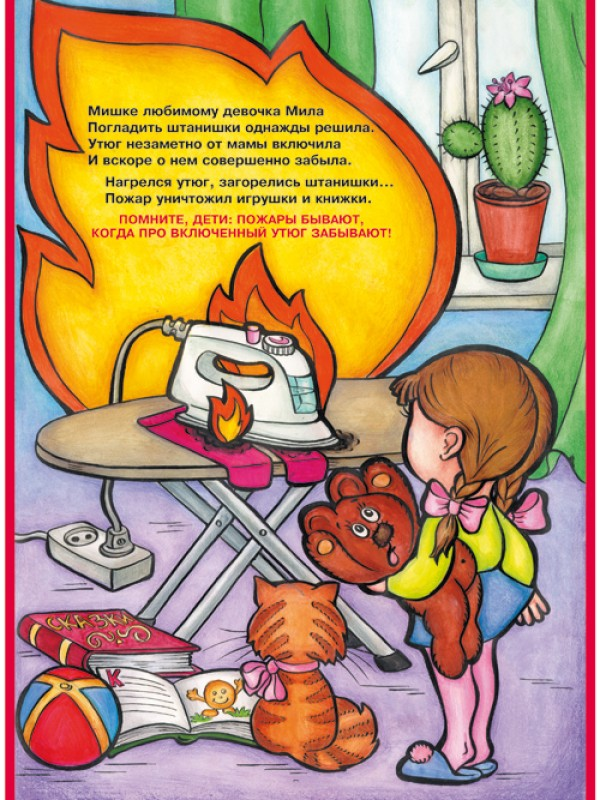 Мишке любимому девочка Мила
Погладить штанишки однажды решила.
Утюг незаметно от мамы включила
И вскоре о нем совершенно забыла.
Нагрелся утюг, загорелись штанишки...
Пожар уничтожил игрушки и книжки.
ПОМНИТЕ, ДЕТИ: ПОЖАРЫ БЫВАЮТ,
КОГДА ПРО ВКЛЮЧЕННЫЙ УТЮГ ЗАБЫВАЮТ!
СКАЗКИ
К